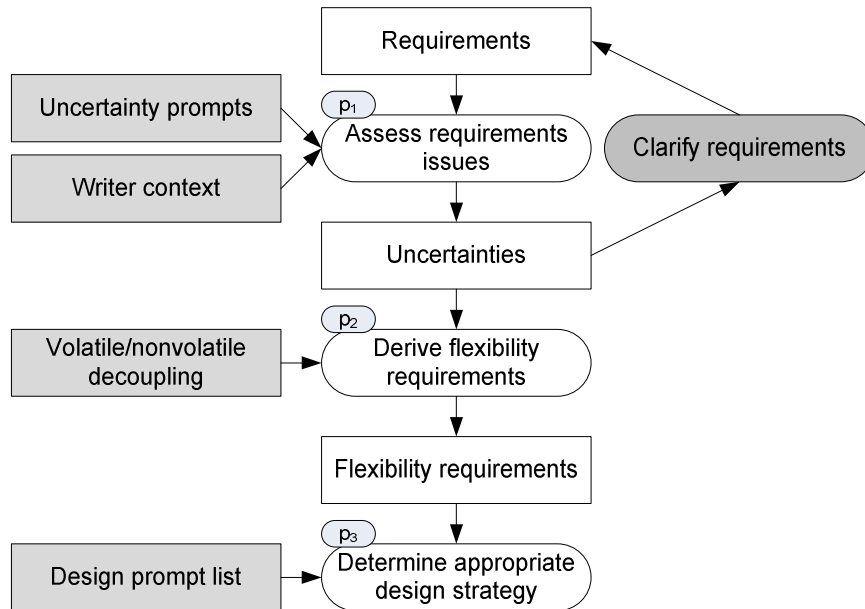 Requirements
Uncertainty prompts
p₁
Assess requirements
issues
Clarify requirements
Writer context
Uncertainties
p₂
Volatile/nonvolatile
decoupling
Derive flexibility
requirements
Flexibility requirements
p₃
Design prompt list
Determine appropriate
design strategy